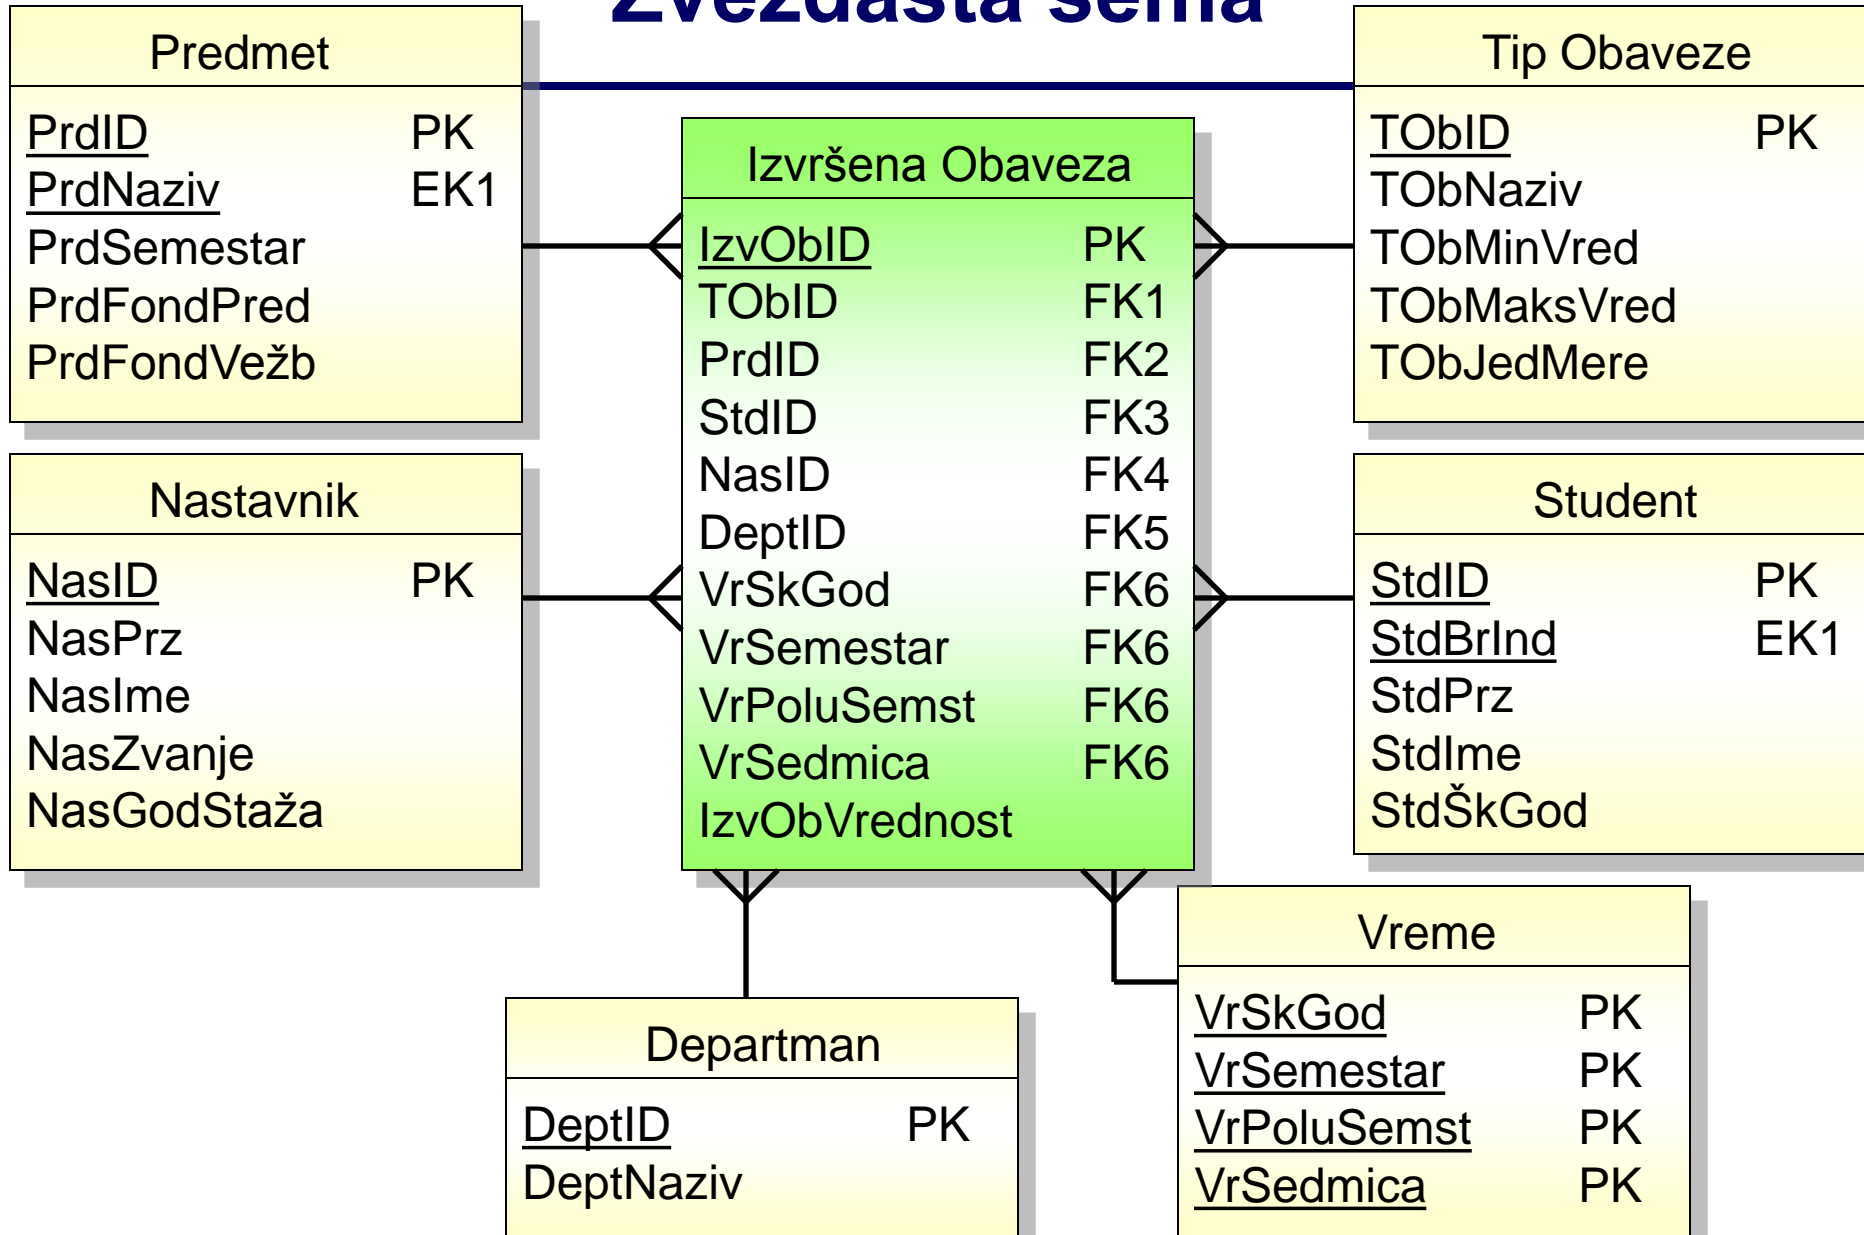 Zvezdasta šema
Predmet
PrdID PK
PrdNaziv EK1
PrdSemestar
PrdFondPred
PrdFondVežb
Tip Obaveze
TObID PK
TObNaziv
TObMinVred
TObMaksVred
TObJedMere
Izvršena Obaveza
IzvObID PK
TObID FK1
PrdID FK2
StdID FK3
NasID FK4
DeptID FK5
VrSkGod FK6
VrSemestar FK6
VrPoluSemst FK6
VrSedmica FK6
IzvObVrednost
Nastavnik
NasID PK
NasPrz
NasIme
NasZvanje
NasGodStaža
Student
StdID PK
StdBrInd EK1
StdPrz
StdIme
StdŠkGod
Departman
DeptID PK
DeptNaziv
Vreme
VrSkGod PK
VrSemestar PK
VrPoluSemst PK
VrSedmica PK